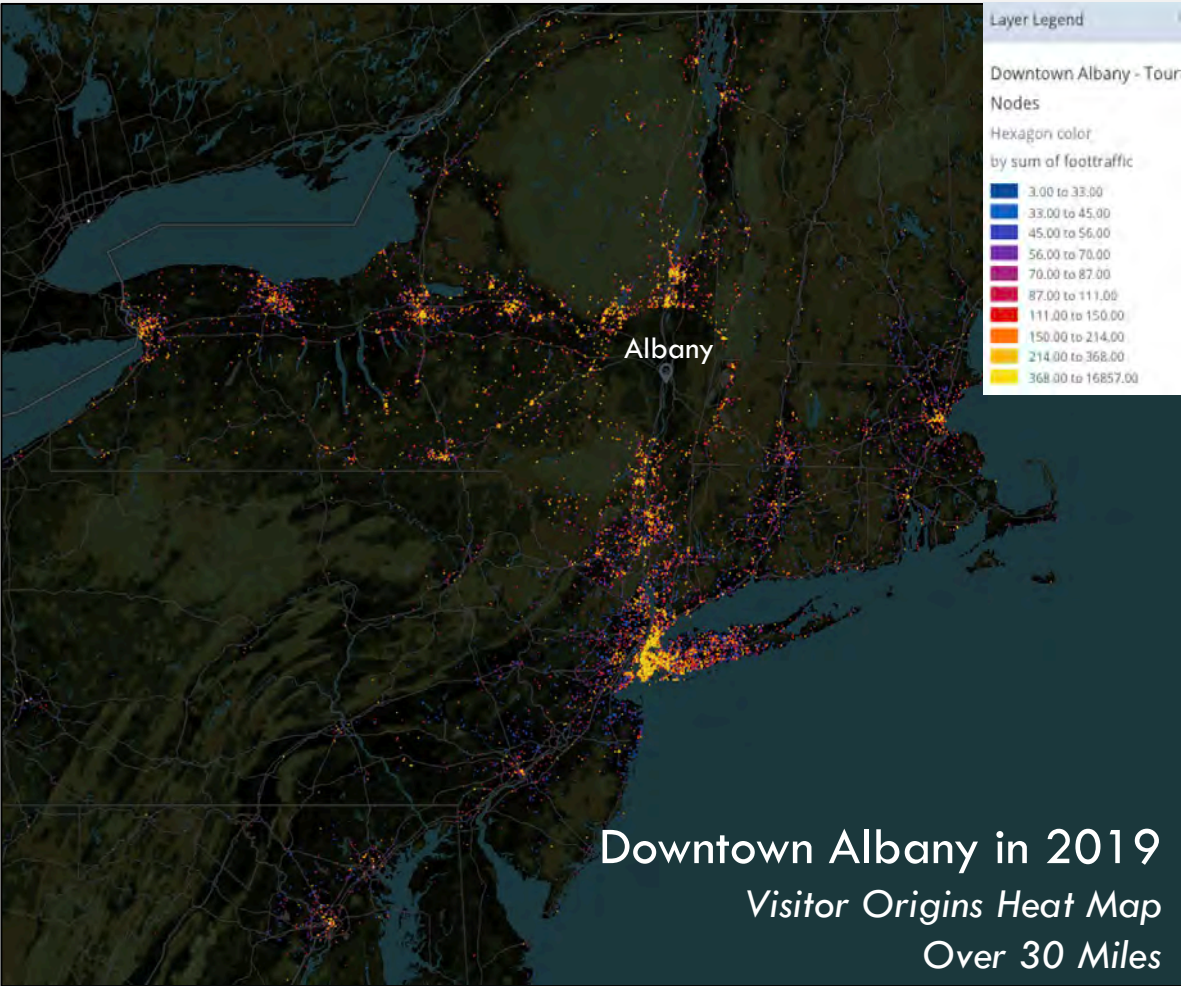 Layer Legend
Downtown Albany - Tour
Nodes
Hexagon color
by sum of foottraffic
3.00 to 33.00
33.00 to 45.00
45.00 to 56.00
56.00 to 70.00
70.00 to 87.00
87.00 to 111.00
111.00 to 150.00
150.00 to 214.00
214.00 to 368.00
368.00 to 16857.00
Albany
Downtown Albany in 2019
Visitor Origins Heat Map
Over 30 Miles